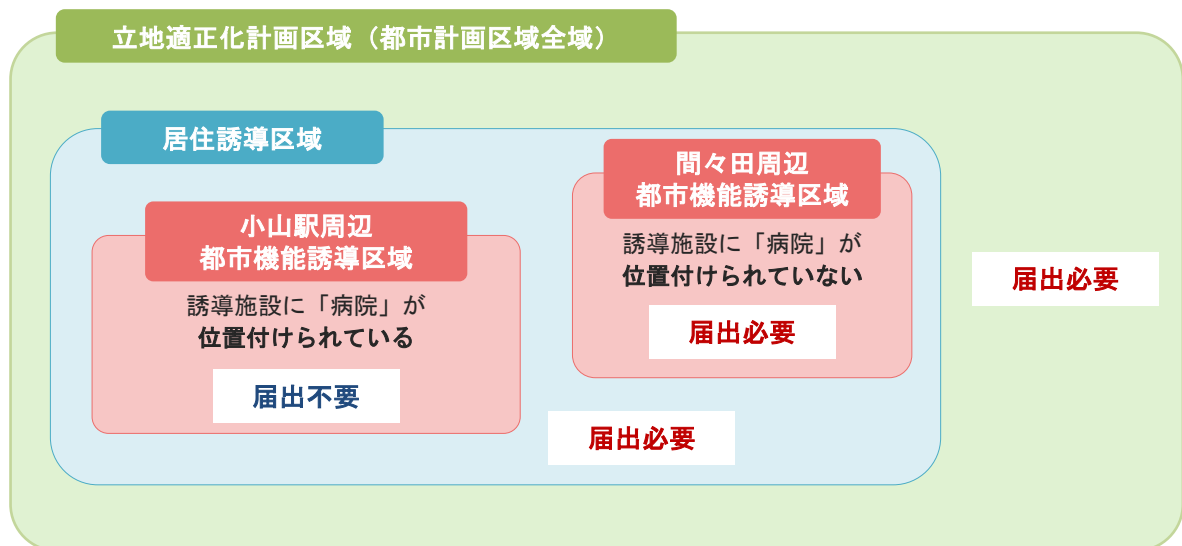 立地適正化計画区域（都市計画区域全域）
居住誘導区域
小山駅周辺
都市機能誘導区域
誘導施設に「病院」が
位置付けられている
届出不要
間々田周辺
都市機能誘導区域
誘導施設に「病院」が
位置付けられていない
届出必要
届出必要
届出必要